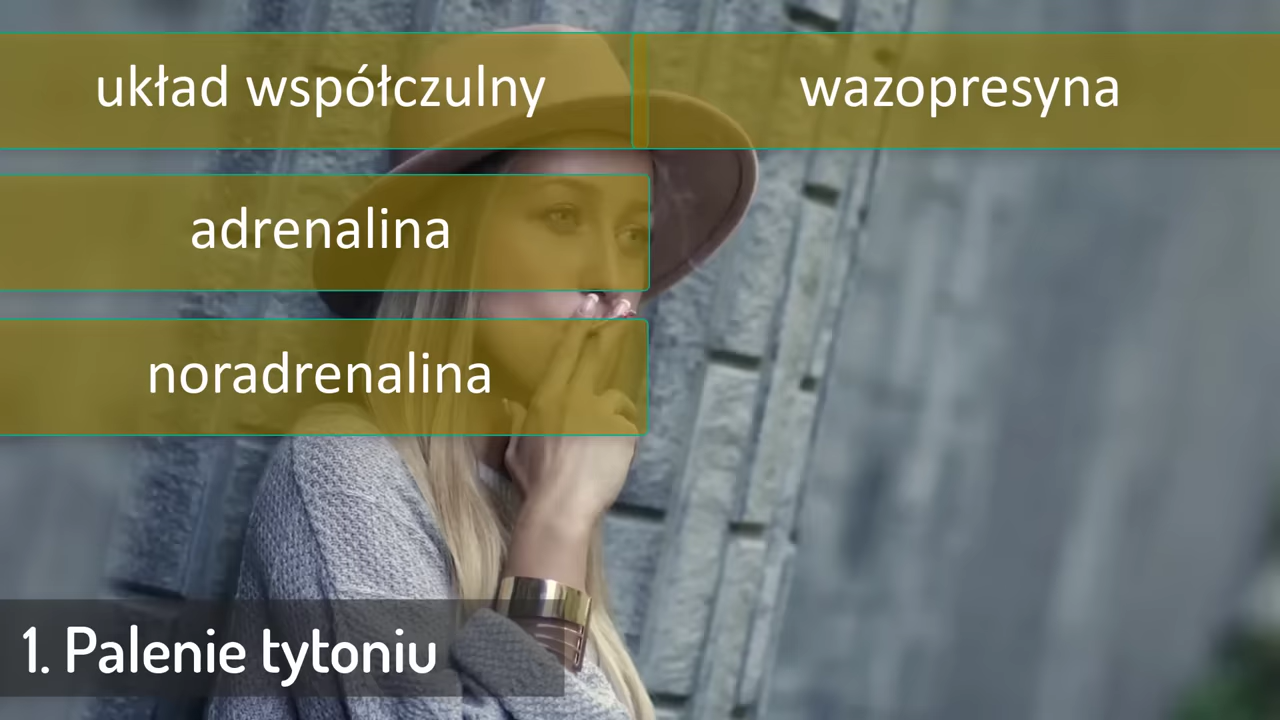 układ współczulny
wazopresyna
adrenalina
noradrenalina
1. Palenie tytoniu